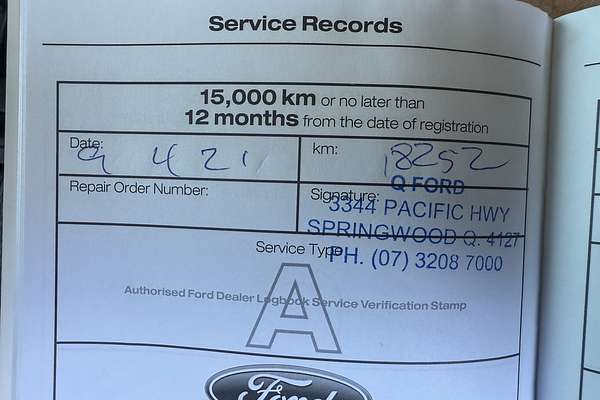 Service Records
15,000 km or no later than
12 months from the date of registration
Date:
9 4 21
km:
18252
Repair Order Number:
Signature:
Q FORD
3344 PACIFIC HWY
SPRINGWOOD Q. 4127
PH. (07) 3208 7000
Service Type
A
Authorised Ford Dealer Logbook Service Verification Stamp
Ford